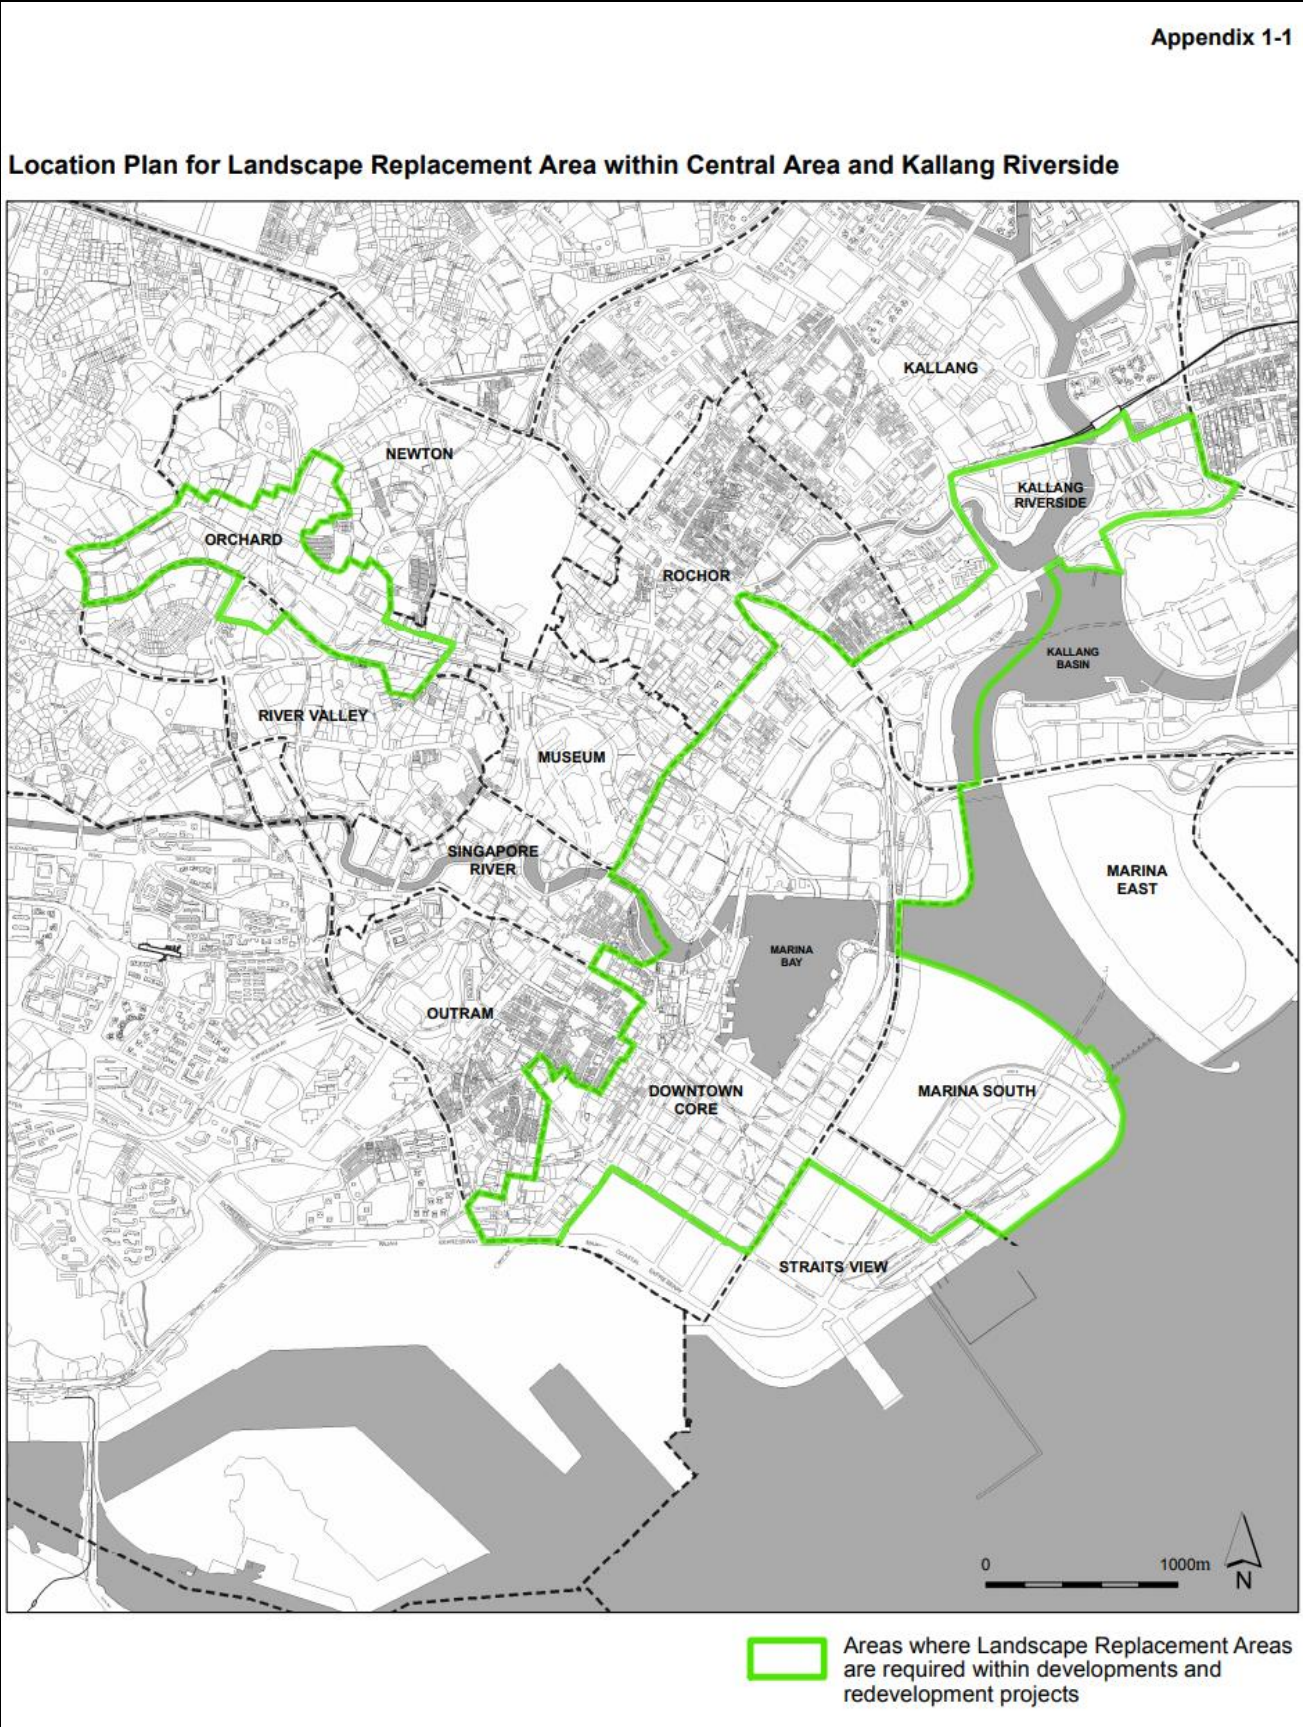 Appendix 1-1
Location Plan for Landscape Replacement Area within Central Area and Kallang Riverside
KALLANG
NEWTON
KALLANG
RIVERSIDE
ORCHARD
ROCHOR
KALLANG
BASIN
RIVER VALLEY
MUSEUM
SINGAPORE
RIVER
MARINA
EAST
MARINA
BAY
OUTRAM
DOWNTOWN
CORE
MARINA SOUTH
STRAITS VIEW
0
1000m
N
Areas where Landscape Replacement Areas
are required within developments and
redevelopment projects